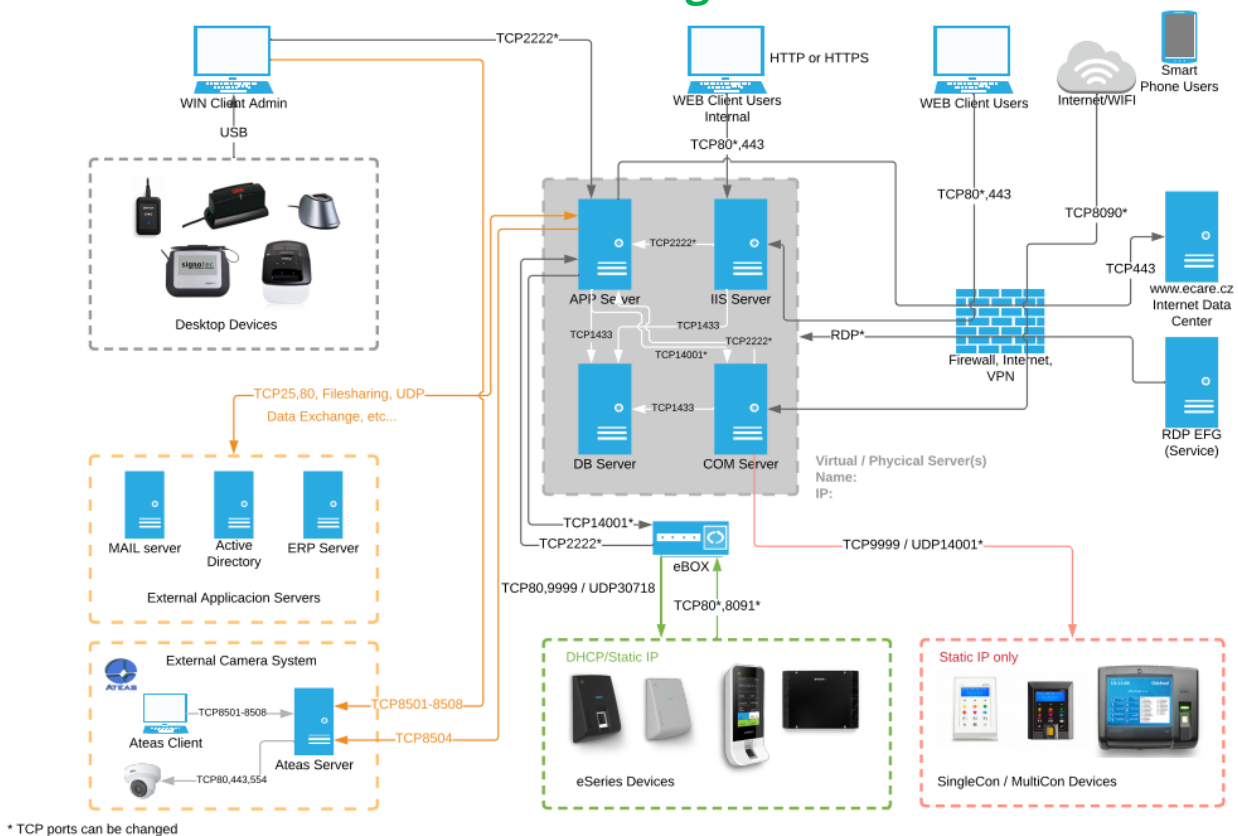 TCP2222*
HTTP or HTTPS
WIN Client Admin
WEB Client Users
Internal
WEB Client Users
Internet/WIFI
Smart
Phone Users
USB
TCP80*,443
TCP80*,443
TCP8090*
signotec
Desktop Devices
TCP2222*
APP Server
IIS Server
TCP443
www.ecare.cz
Internet Data
Center
TCP1433
TCP1433
TCP2222*
TCP14001*
RDP*
Firewall, Internet,
VPN
TCP25,80, Filesharing, UDP
Data Exchange, etc...
TCP1433
DB Server
COM Server
RDP EFG
(Service)
Virtual / Phycical Server(s)
Name:
IP:
MAIL server
Active
Directory
ERP Server
External Applicacion Servers
TCP14001*
TCP2222*
eBOX
TCP9999 / UDP14001*
TCP80,9999 / UDP30718
TCP80*,8091*
External Camera System
ATEAS
TCP8501-8508
Ateas Client
TCP8501-8508
TCP8504
Ateas Server
TCP80,443,554
DHCP/Static IP
eSeries Devices
Static IP only
SingleCon / MultiCon Devices
* TCP ports can be changed